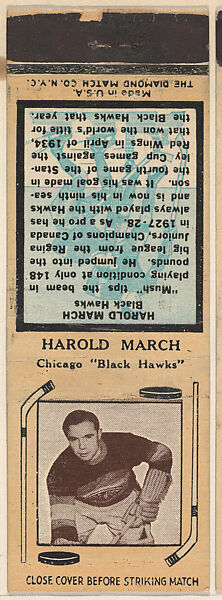 Made in U.S.A.
THE DIAMOND MATCH CO. N.Y.C.
HAROLD MARCH
Black Hawks
"Mush" tips the beam in
playing condition at only 148
pounds. He jumped into the
big league from the Regina
Juniors, Champions of Canada
in 1927-28. As a pro he has
always played with the Hawks
and is now in his ninth sea-
son. It was his goal made in
the fourth game of the Stan-
ley Cup games against the
Red Wings in April of 1934,
that won the world's title for
the Black Hawks that year.
HAROLD MARCH
Chicago "Black Hawks"
CLOSE COVER BEFORE STRIKING MATCH